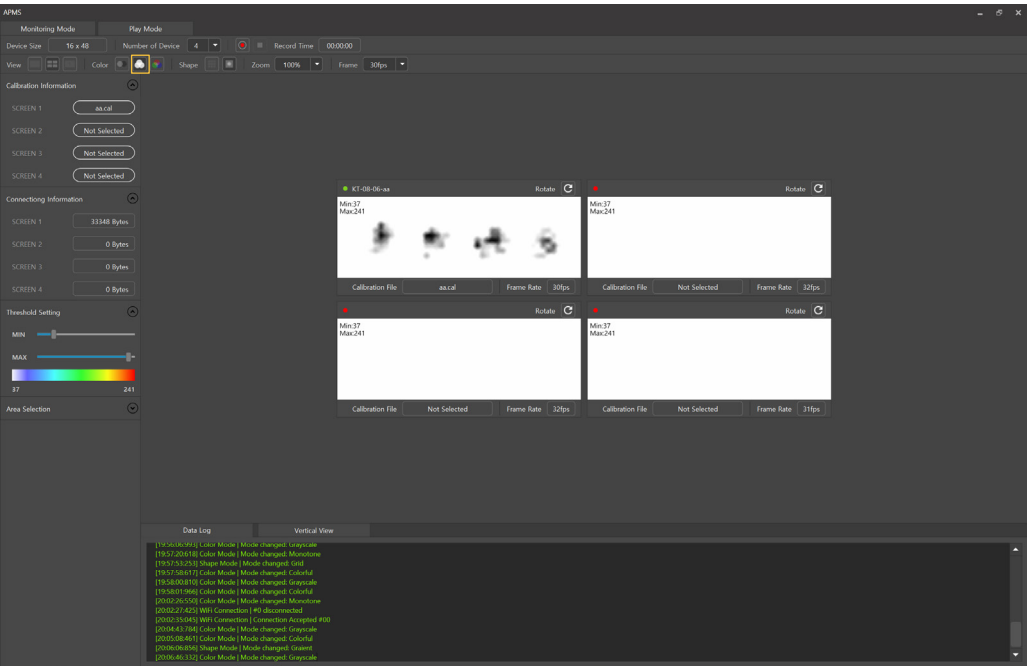 APMS
Monitoring Mode Play Mode
Device Size 16 x 48 Number of Device 4 Record Time 00:00:00
View Color Shape Zoom 100% Frame 30fps
Calibration Information
SCREEN 1 aa.cal
SCREEN 2 Not Selected
SCREEN 3 Not Selected
SCREEN 4 Not Selected
Connectiong Information
SCREEN 1 33348 Bytes
SCREEN 2 0 Bytes
SCREEN 3 0 Bytes
SCREEN 4 0 Bytes
Threshold Setting
MIN
MAX
37 241
Area Selection
KT-08-06-aa Rotate
Min:37
Max:241
Calibration File aa.cal Frame Rate 30fps
Rotate
Min:37
Max:241
Calibration File Not Selected Frame Rate 32fps
Rotate
Min:37
Max:241
Calibration File Not Selected Frame Rate 32fps
Rotate
Min:37
Max:241
Calibration File Not Selected Frame Rate 31fps
Data Log Vertical View
[19:56:06:993] Color Mode | Mode changed: Grayscale
[19:57:20:618] Color Mode | Mode changed: Monotone
[19:57:53:253] Shape Mode | Mode changed: Grid
[19:57:58:617] Color Mode | Mode changed: Colorful
[19:58:00:810] Color Mode | Mode changed: Grayscale
[19:58:01:966] Color Mode | Mode changed: Colorful
[20:02:26:550] Color Mode | Mode changed: Monotone
[20:02:27:425] WiFi Connection | #0 disconnected
[20:02:35:045] WiFi Connection | Connection Accepted #00
[20:04:43:784] Color Mode | Mode changed: Grayscale
[20:05:08:461] Color Mode | Mode changed: Colorful
[20:06:06:856] Shape Mode | Mode changed: Graient
[20:06:46:332] Color Mode | Mode changed: Grayscale